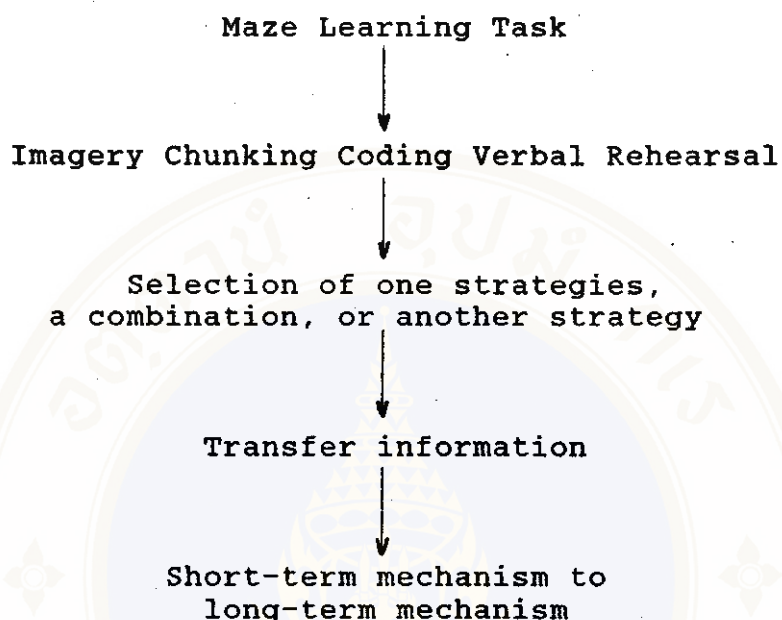 Maze Learning Task
Imagery Chunking Coding Verbal Rehearsal
Selection of one strategies,
a combination, or another strategy
Transfer information
Short-term mechanism to
long-term mechanism